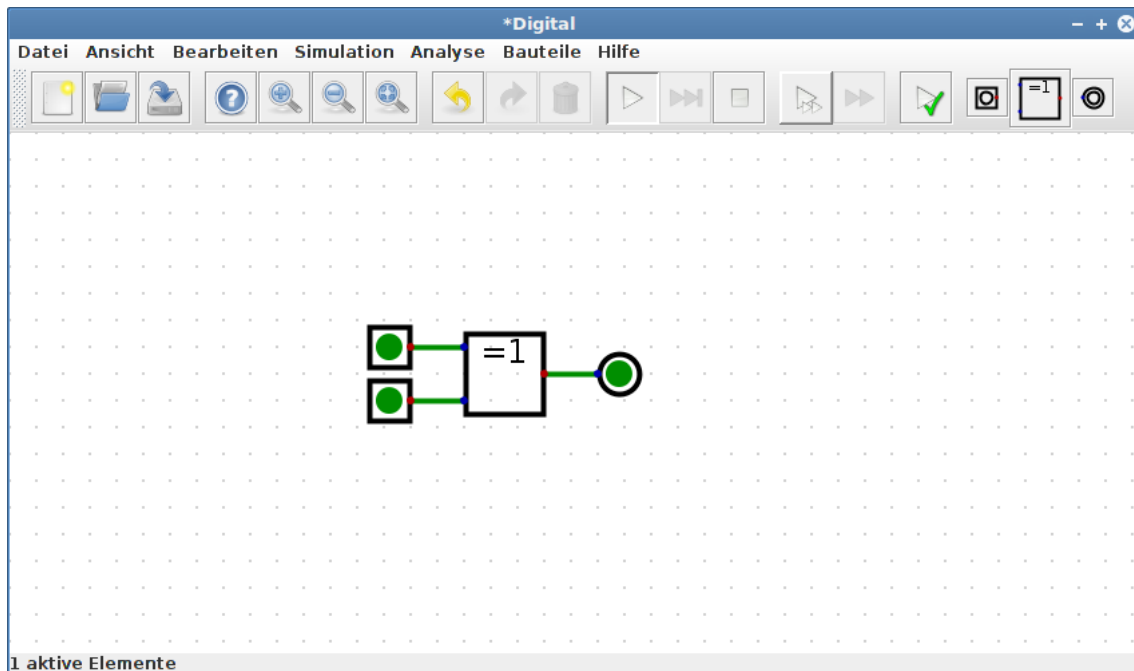 *Digital
Datei Ansicht Bearbeiten Simulation Analyse Bauteile Hilfe
=1
=1
1 aktive Elemente